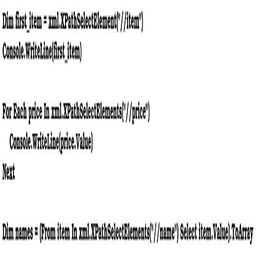 Dim first_item = xml.XPathSelectElement("//item")
Console.WriteLine(first_item)
For Each price In xml.XPathSelectElements("//price")
Console.WriteLine(price.Value)
Next
Dim names = (From item In xml.XPathSelectElements("//name") Select item.Value).ToArray